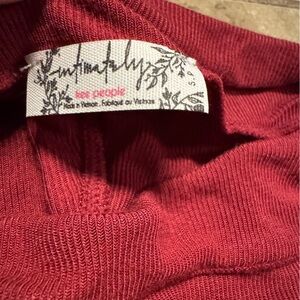 intimately
free people
Made in Vietnam . Fabriqué au Vietnam
S.P